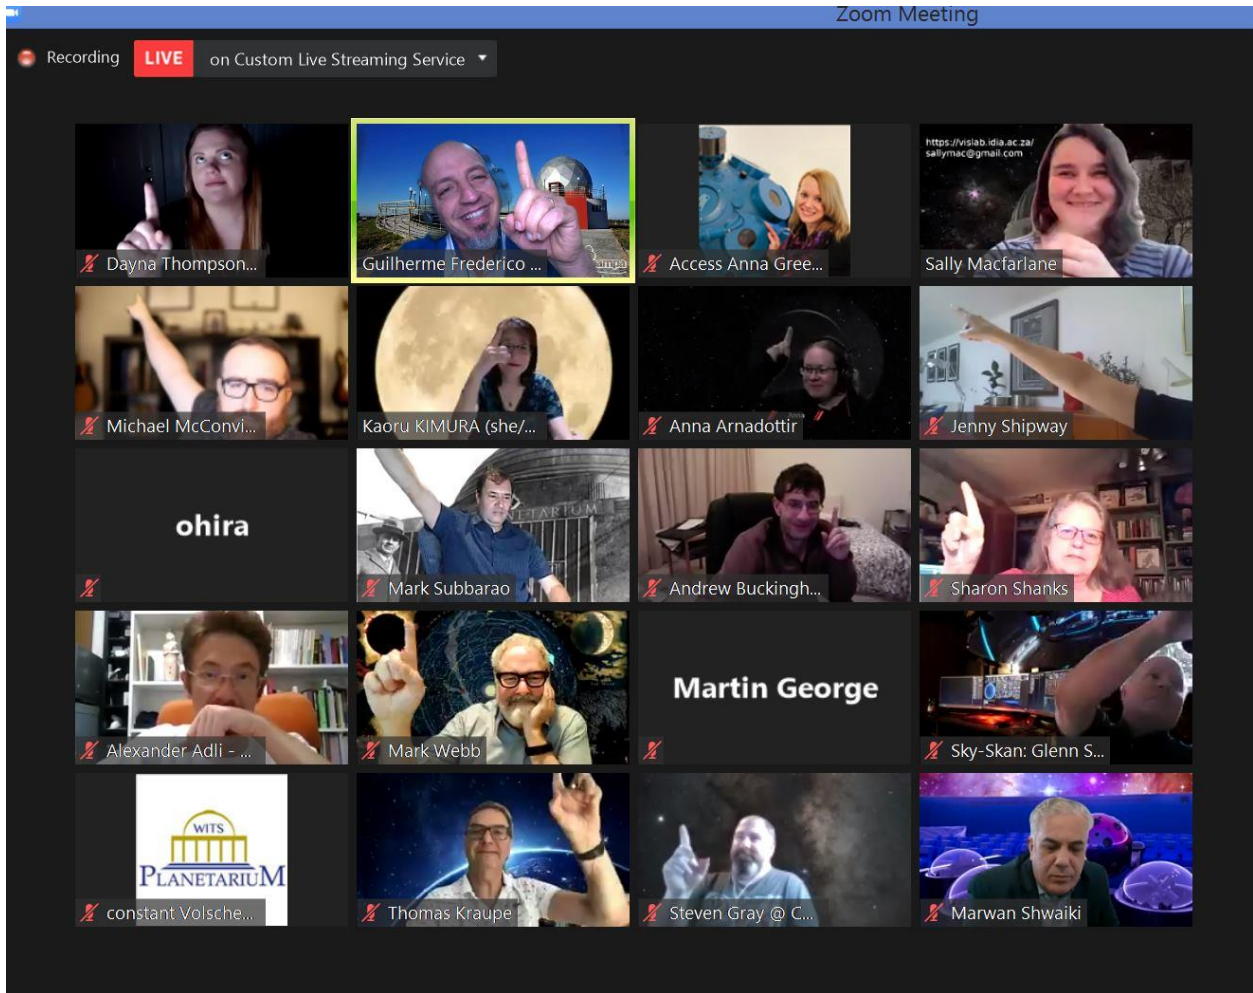 Zoom Meeting
Recording
LIVE
on Custom Live Streaming Service
https://vislab.idia.ac.za/
sallymac@gmail.com
Dayna Thompson...
Guilherme Frederico ...
Access Anna Gree...
Sally Macfarlane
Michael McConvi...
Kaoru KIMURA (she/...
Anna
Anna Arnadottir
Jenny Shipway
ohira
Mark Subbarao
Andrew Buckingh...
Sharon Shanks
Alexander Adli - ...
Mark Webb
Martin George
Sky-Skan: Glenn S...
WITS
PLANETARIUM
constant Volsche...
Thomas Kraupe
Steven Gray @ C...
Marwan Shwaiki